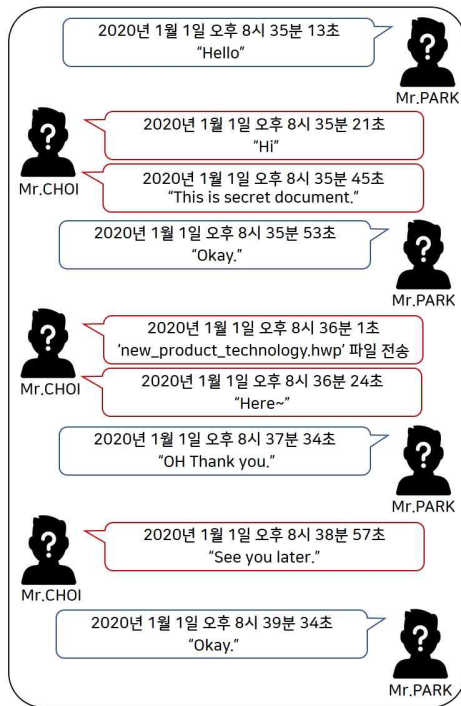 2020년 1월 1일 오후 8시 35분 13초
“Hello”
Mr.PARK
2020년 1월 1일 오후 8시 35분 21초
“Hi”
2020년 1월 1일 오후 8시 35분 45초
“This is secret document.”
Mr.CHOI
2020년 1월 1일 오후 8시 35분 53초
“Okay.”
Mr.PARK
2020년 1월 1일 오후 8시 36분 1초
‘new_product_technology.hwp’ 파일 전송
2020년 1월 1일 오후 8시 36분 24초
“Here~”
Mr.CHOI
2020년 1월 1일 오후 8시 37분 34초
“OH Thank you.”
Mr.PARK
2020년 1월 1일 오후 8시 38분 57초
“See you later.”
Mr.CHOI
2020년 1월 1일 오후 8시 39분 34초
“Okay.”
Mr.PARK